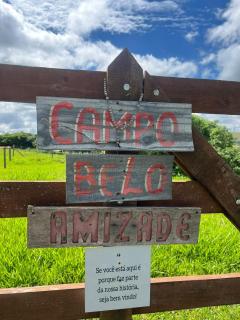 CAMPO
BELO
AMIZADE
Se você está aqui é
porque faz parte
da nossa história,
seja bem vindo!